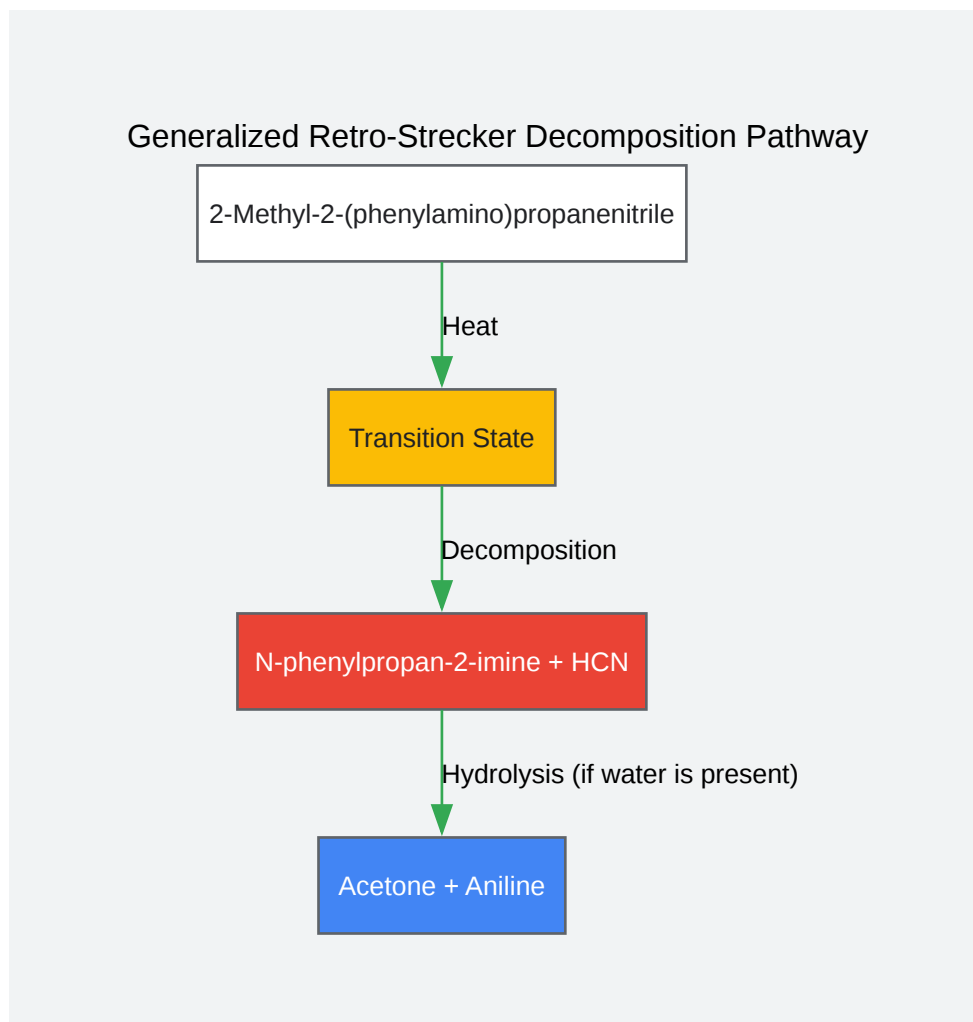 Generalized Retro-Strecker Decomposition Pathway
2-Methyl-2-(phenylamino)propanenitrile
Heat
Transition State
Decomposition
N-phenylpropan-2-imine + HCN
Hydrolysis (if water is present)
Acetone + Aniline